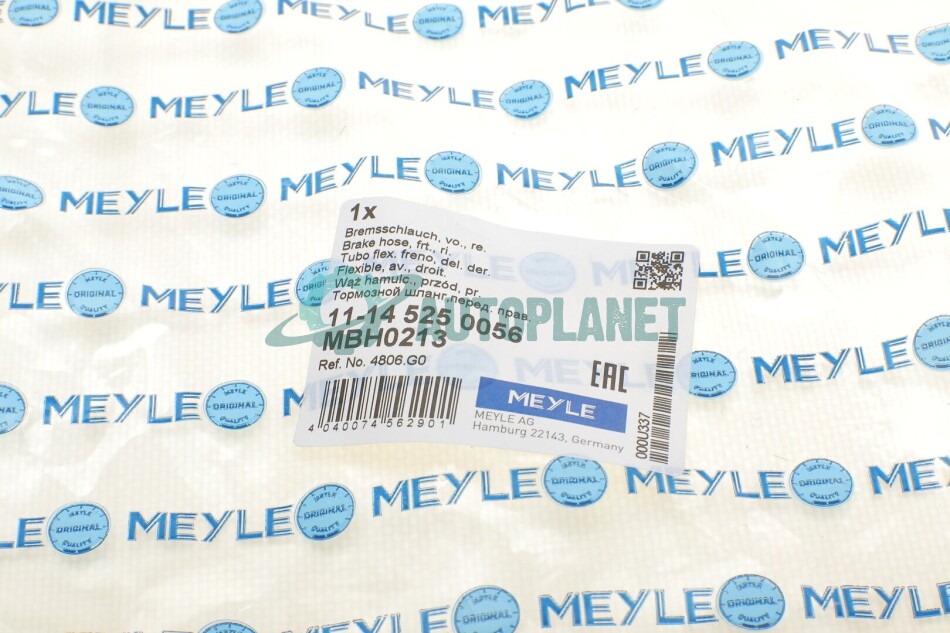 1x
Bremsschlauch, vo., re.
Brake hose, frt., ri.
Tubo flex. freno, del. der.
Flexible, av., droit.
Wąż hamulc., przód, pr.
Тормозной шланг,перед. прав.
11-14 525 0056
MBH0213
Ref. No. 4806.G0
4 040074 562901
EAC
MEYLE
MEYLE AG
Hamburg 22143, Germany
000U337
AUTOPLANET
MEYLE
MEYLE ORIGINAL QUALITY